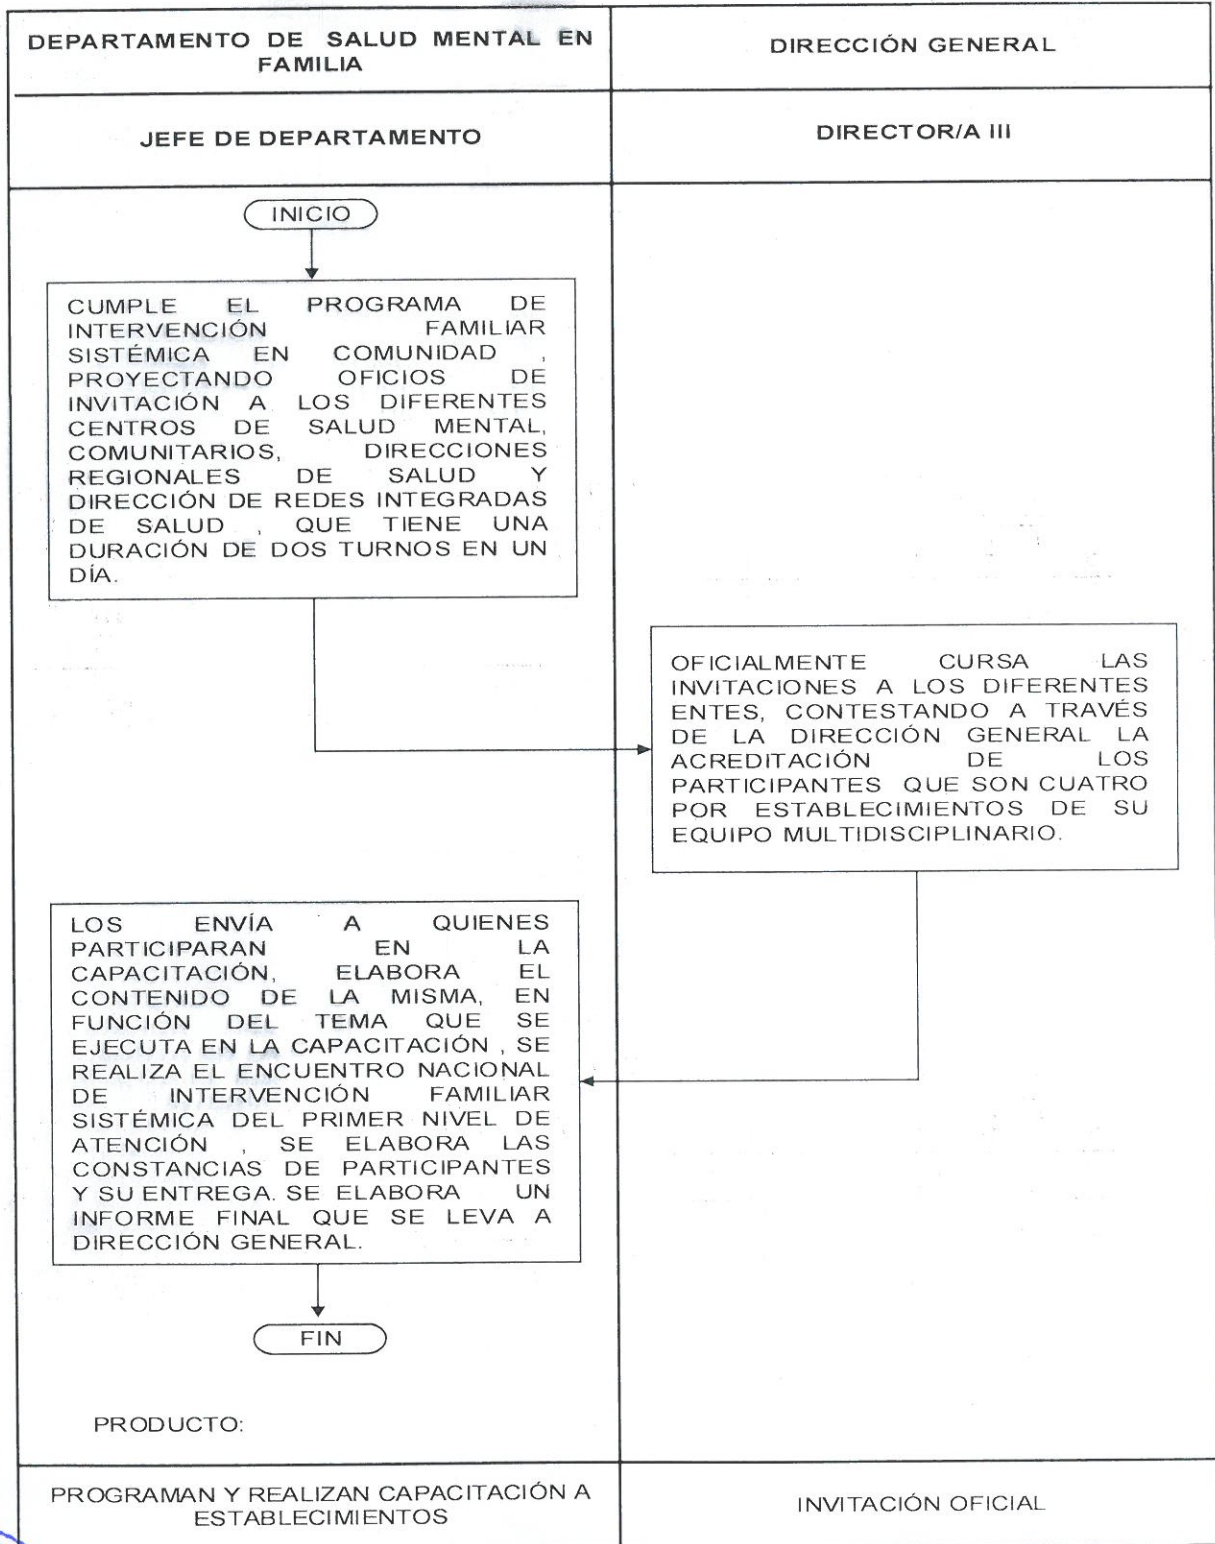 DEPARTAMENTO DE SALUD MENTAL EN
FAMILIA
DIRECCIÓN GENERAL
JEFE DE DEPARTAMENTO
DIRECTOR/A III
INICIO
CUMPLE EL PROGRAMA DE
INTERVENCIÓN FAMILIAR
SISTÉMICA EN COMUNIDAD ,
PROYECTANDO OFICIOS DE
INVITACIÓN A LOS DIFERENTES
CENTROS DE SALUD MENTAL,
COMUNITARIOS, DIRECCIONES
REGIONALES DE SALUD Y
DIRECCIÓN DE REDES INTEGRADAS
DE SALUD , QUE TIENE UNA
DURACIÓN DE DOS TURNOS EN UN
DÍA.
OFICIALMENTE CURSA LAS
INVITACIONES A LOS DIFERENTES
ENTES, CONTESTANDO A TRAVÉS
DE LA DIRECCIÓN GENERAL LA
ACREDITACIÓN DE LOS
PARTICIPANTES QUE SON CUATRO
POR ESTABLECIMIENTOS DE SU
EQUIPO MULTIDISCIPLINARIO.
LOS ENVÍA A QUIENES
PARTICIPARAN EN LA
CAPACITACIÓN, ELABORA EL
CONTENIDO DE LA MISMA, EN
FUNCIÓN DEL TEMA QUE SE
EJECUTA EN LA CAPACITACIÓN , SE
REALIZA EL ENCUENTRO NACIONAL
DE INTERVENCIÓN FAMILIAR
SISTÉMICA DEL PRIMER NIVEL DE
ATENCIÓN , SE ELABORA LAS
CONSTANCIAS DE PARTICIPANTES
Y SU ENTREGA. SE ELABORA UN
INFORME FINAL QUE SE LEVA A
DIRECCIÓN GENERAL.
FIN
PRODUCTO:
PROGRAMAN Y REALIZAN CAPACITACIÓN A
ESTABLECIMIENTOS
INVITACIÓN OFICIAL